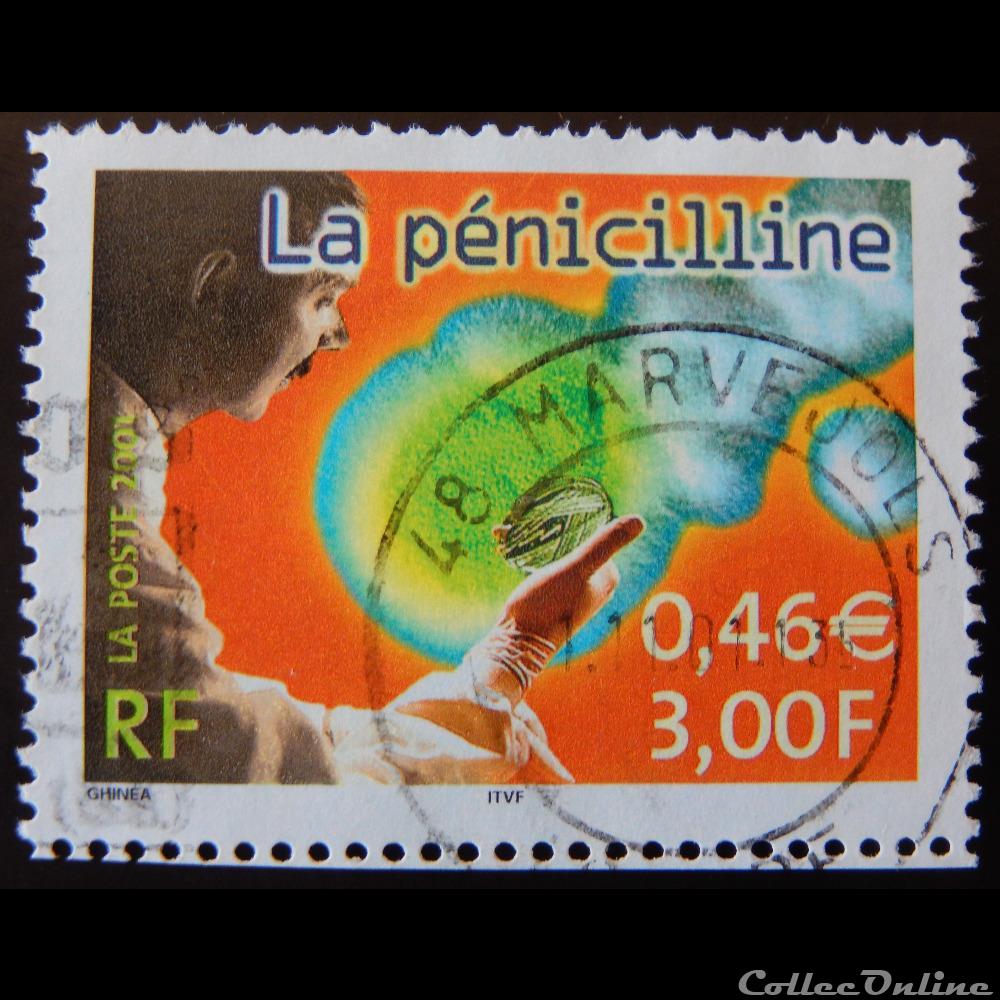 La pénicilline
LA POSTE 2001
48 MARVEJOLS
0,46€
3,00F
RF
GHINEA
ITVF
CollecOnline